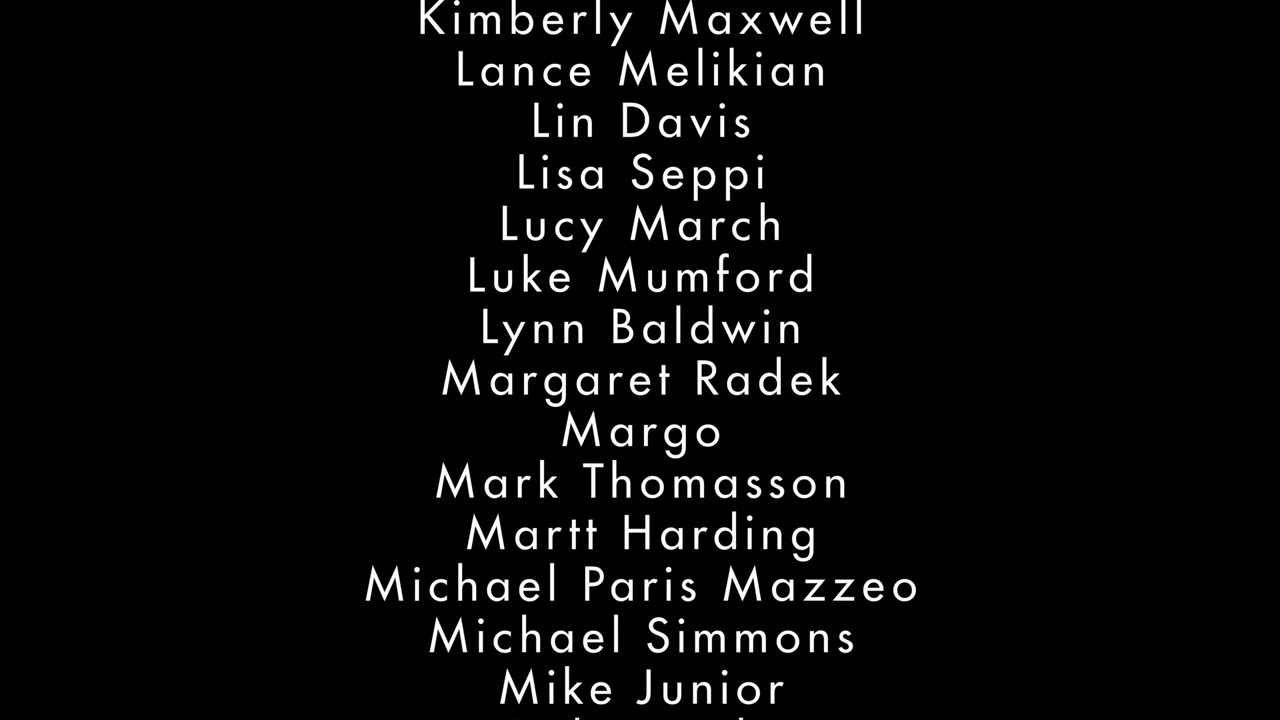 Kimberly Maxwell
Lance Melikian
Lin Davis
Lisa Seppi
Lucy March
Luke Mumford
Lynn Baldwin
Margaret Radek
Margo
Mark Thomasson
Martt Harding
Michael Paris Mazzeo
Michael Simmons
Mike Junior